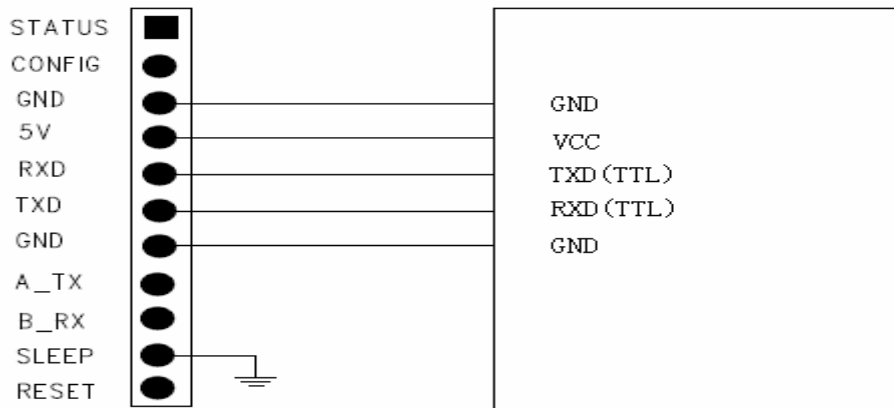 STATUS
CONFIG
GND
5V
RXD
TXD
GND
A_TX
B_RX
SLEEP
RESET
GND
VCC
TXD(TTL)
RXD(TTL)
GND